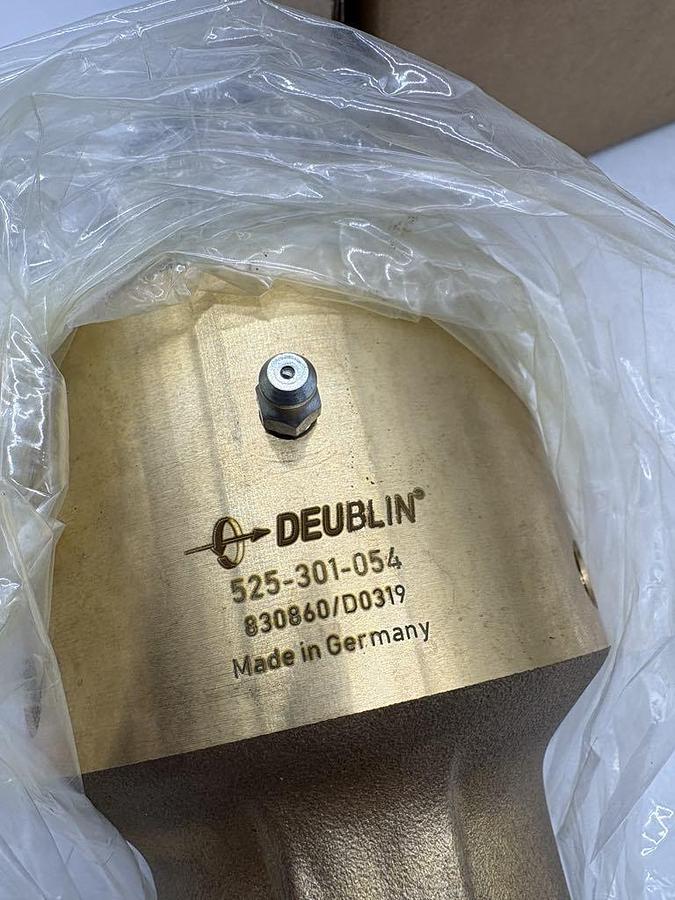 DEUBLIN®
525-301-054
830860/D0319
Made in Germany